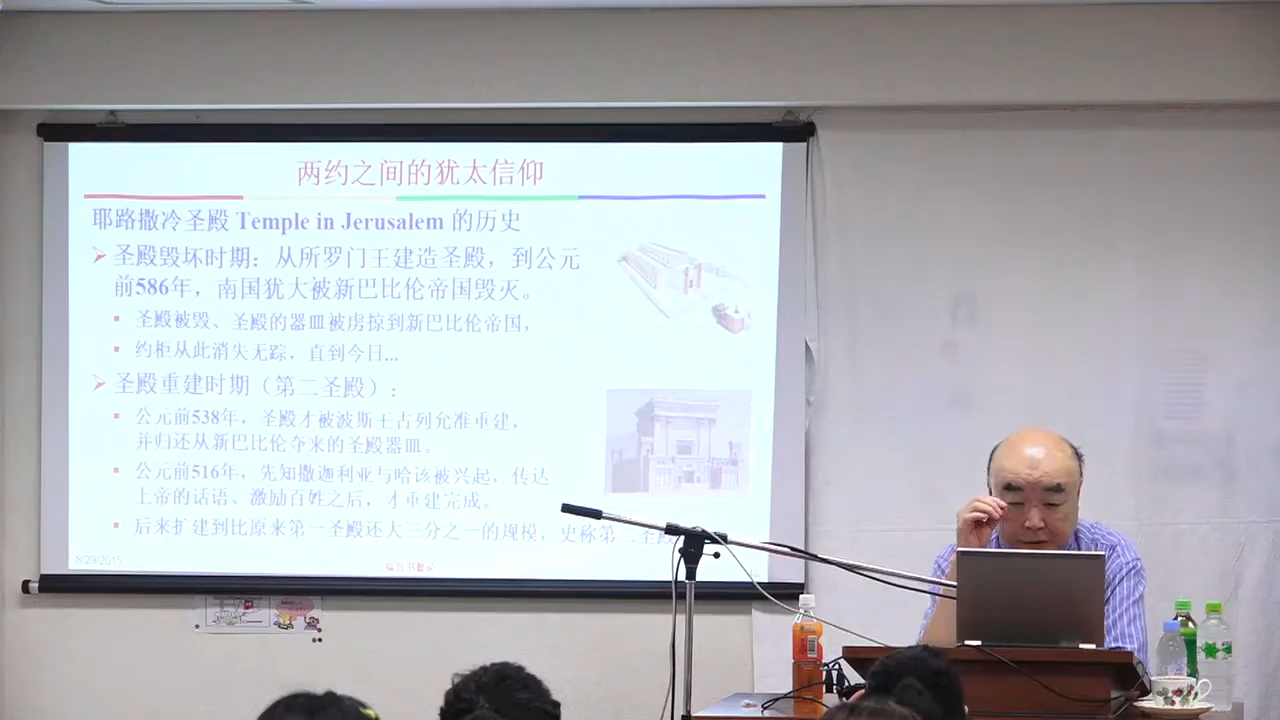 两约之间的犹太信仰
耶路撒冷圣殿 Temple in Jerusalem 的历史
圣殿毁坏时期：从所罗门王建造圣殿，到公元
前586年，南国犹大被新巴比伦帝国毁灭。
圣殿被毁、圣殿的器皿被虏掠到新巴比伦帝国，
约柜从此消失无踪，直到今日...
圣殿重建时期（第二圣殿）：
公元前538年，圣殿才被波斯王古列允准重建，
并归还从新巴比伦夺来的圣殿器皿。
公元前516年，先知撒迦利亚与哈该被兴起，传达
上帝的话语、激励百姓之后，才重建完成。
后来扩建到比原来第一圣殿还大三分之一的规模，史称第二圣殿
8/29/2015